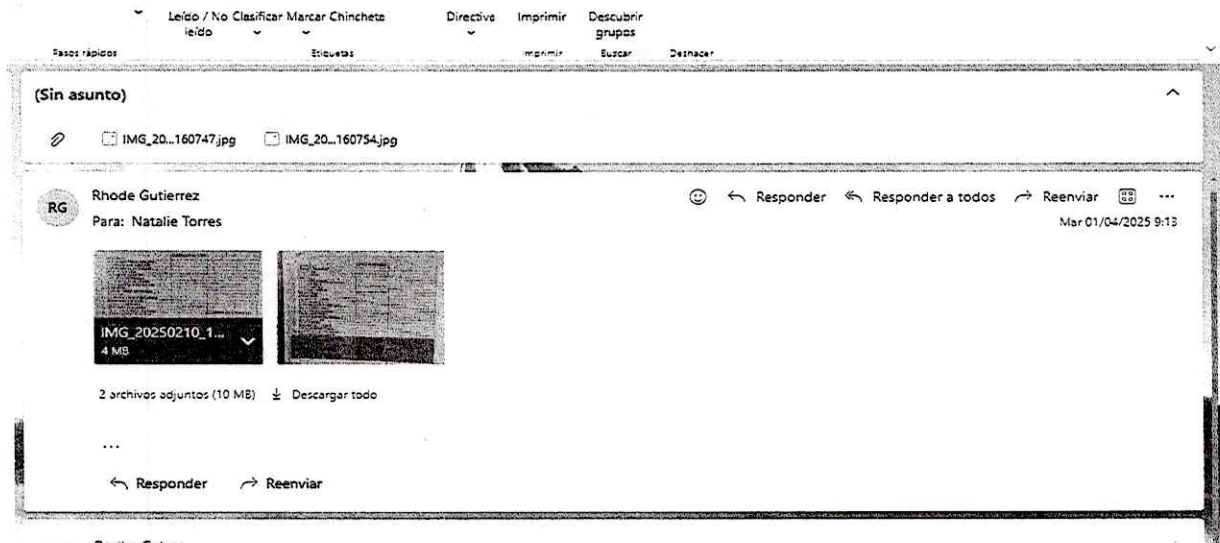 Leído / No leído Clasificar Marcar Chincheta Directiva Imprimir Descubrir grupos
Pasos rápidos Etiquetas Imprimir Buscar Deshacer
(Sin asunto)
IMG_20...160747.jpg IMG_20...160754.jpg
RG Rhode Gutierrez Responder Responder a todos Reenviar ...
Para: Natalie Torres Mar 01/04/2025 9:13
IMG_20250210_1...
4 MB
2 archivos adjuntos (10 MB) Descargar todo
...
Responder Reenviar